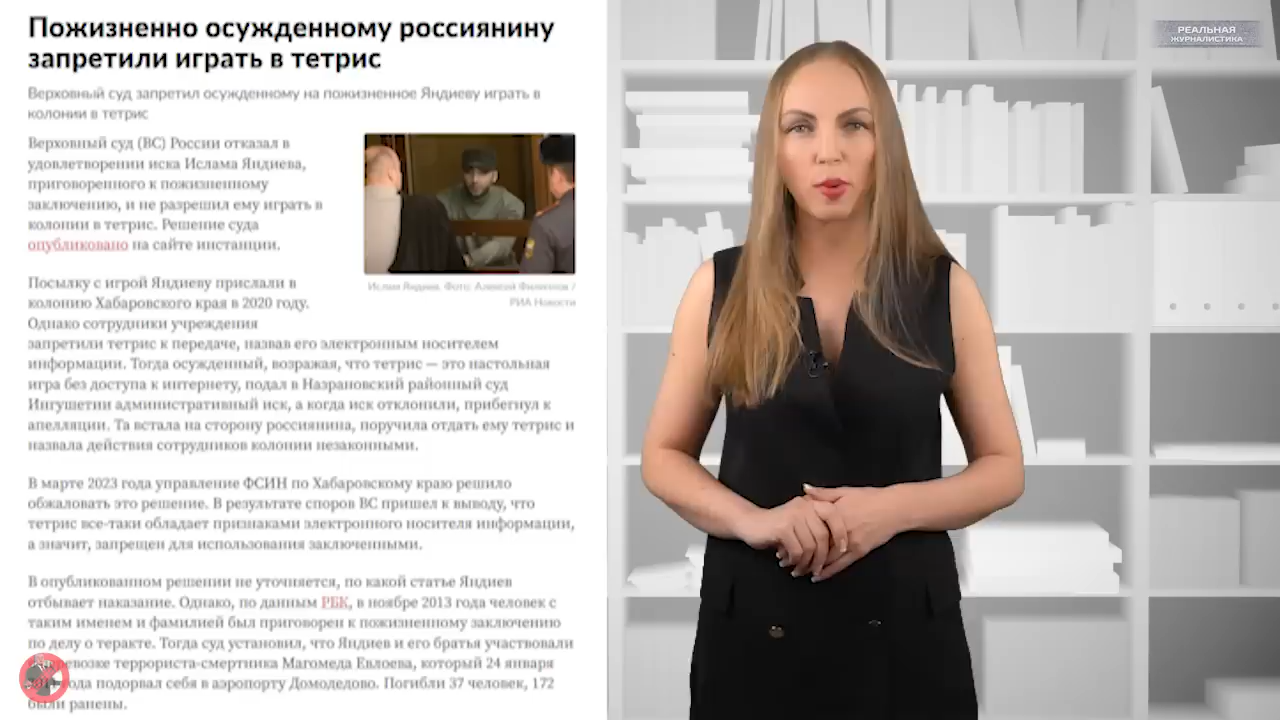 Пожизненно осужденному россиянину
запретили играть в тетрис
Верховный суд запретил осужденному на пожизненное Яндиеву играть в
колонии в тетрис
Верховный суд (ВС) России отказал в
удовлетворении иска Ислама Яндиева,
приговоренного к пожизненному
заключению, и не разрешил ему играть в
колонии в тетрис. Решение суда
опубликовано на сайте инстанции.
Ислам Яндиев. Фото: Алексей Филиппов /
РИА Новости
Посылку с игрой Яндиеву прислали в
колонию Хабаровского края в 2020 году.
Однако сотрудники учреждения
запретили тетрис к передаче, назвав его электронным носителем
информации. Тогда осужденный, возражая, что тетрис — это настольная
игра без доступа к интернету, подал в Назрановский районный суд
Ингушетии административный иск, а когда иск отклонили, прибегнул к
апелляции. Та встала на сторону россиянина, поручила отдать ему тетрис и
назвала действия сотрудников колонии незаконными.
В марте 2023 года управление ФСИН по Хабаровскому краю решило
обжаловать это решение. В результате споров ВС пришел к выводу, что
тетрис все-таки обладает признаками электронного носителя информации,
а значит, запрещен для использования заключенными.
В опубликованном решении не уточняется, по какой статье Яндиев
отбывает наказание. Однако, по данным РБК, в ноябре 2013 года человек с
таким именем и фамилией был приговорен к пожизненному заключению
по делу о теракте. Тогда суд установил, что Яндиев и его братья участвовали
террориста-смертника Магомеда Евлоева, который 24 января
подорвал себя в аэропорту Домодедово. Погибли 37 человек, 172
были ранены.
РЕАЛЬНАЯ
ЖУРНАЛИСТИКА